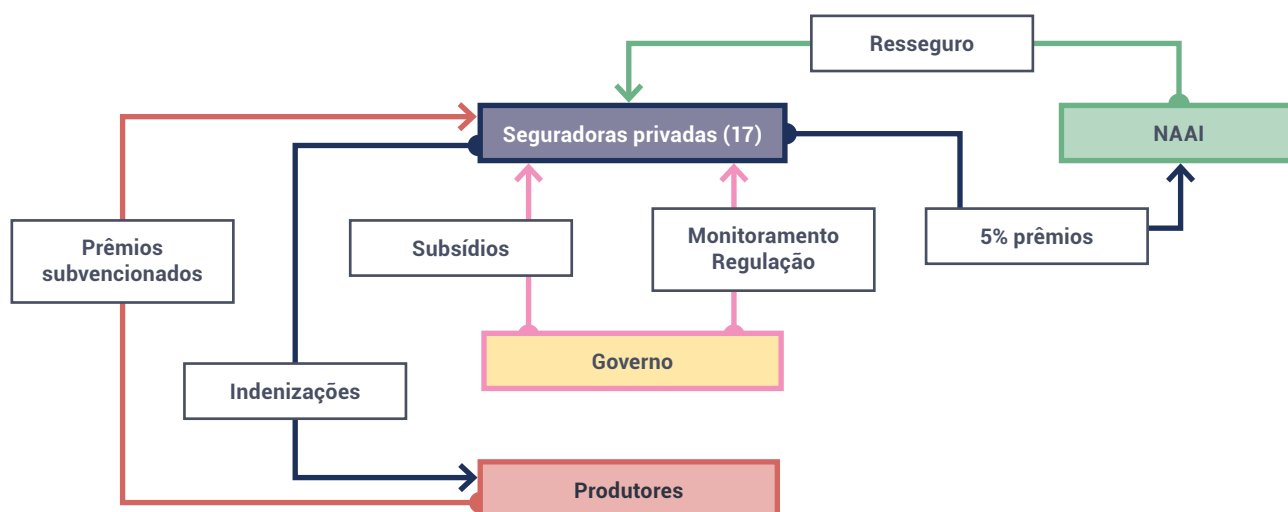 Resseguro
Seguradoras privadas (17)
NAAI
Prêmios
subvencionados
Subsídios
Monitoramento
Regulação
5% prêmios
Governo
Indenizações
Produtores